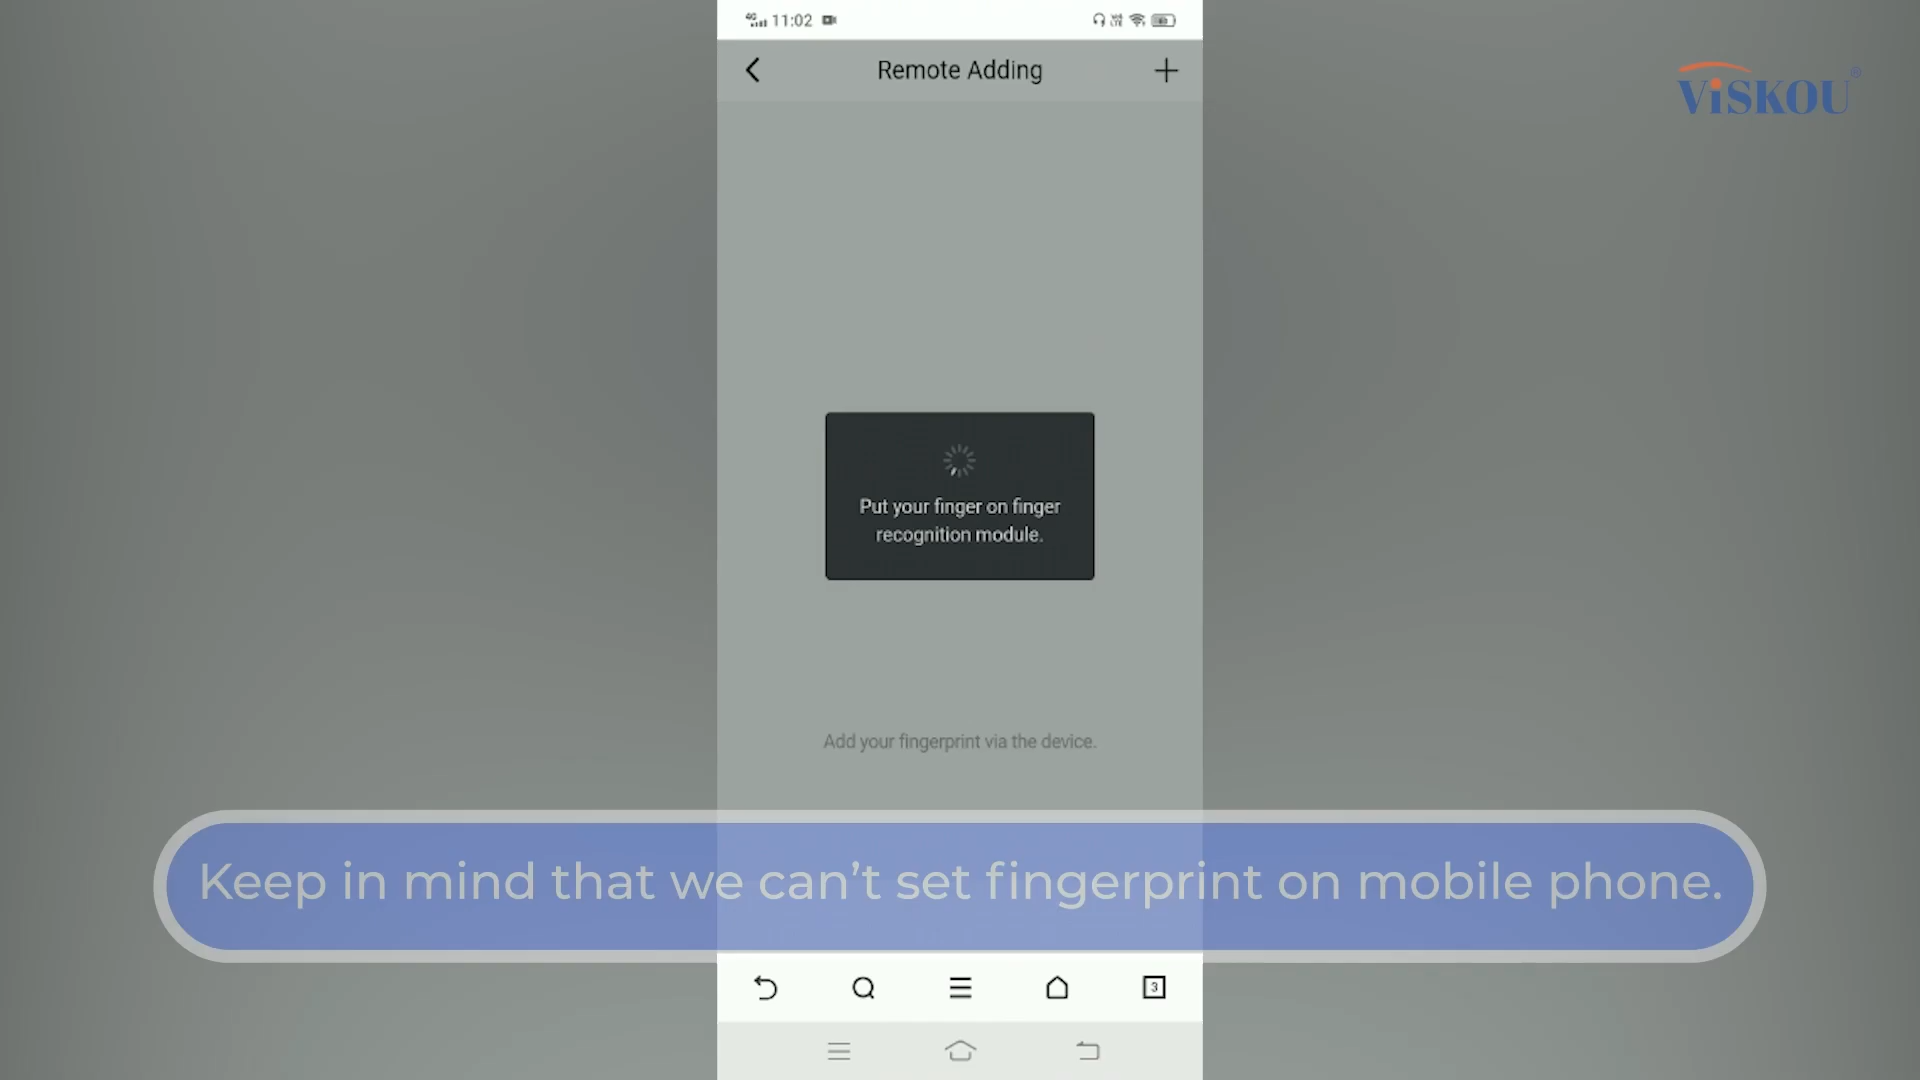 4G 11:02
Remote Adding
ViSKOU®
Put your finger on finger
recognition module.
Add your fingerprint via the device.
Keep in mind that we can't set fingerprint on mobile phone.
3